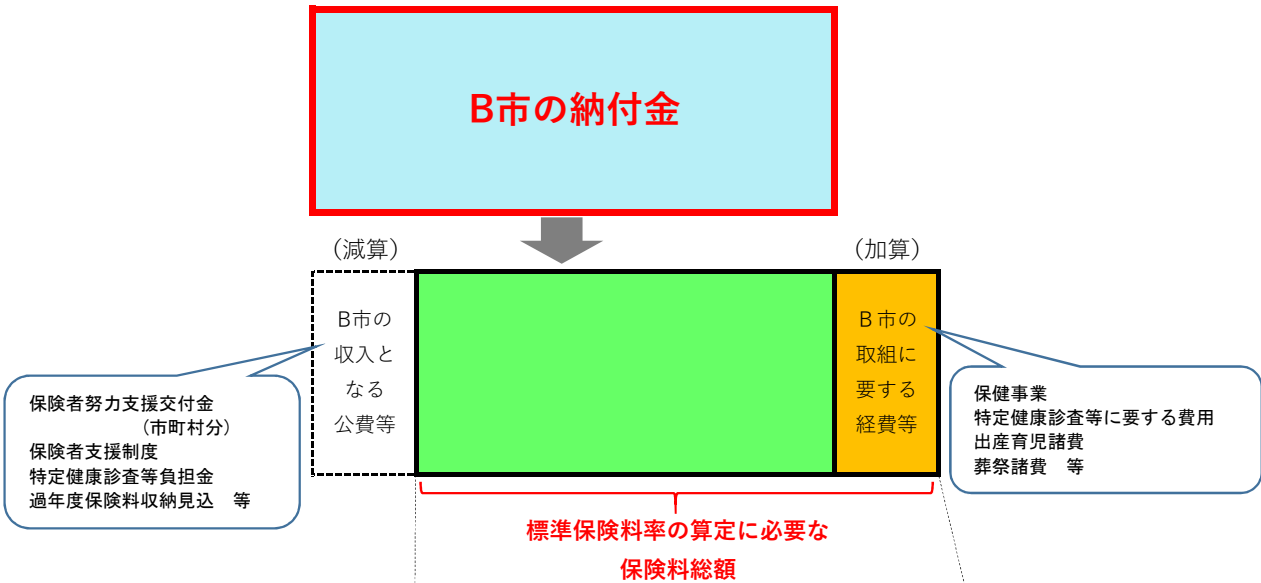 B市の納付金
（減算）
（加算）
B市の
収入と
なる
公費等
Ｂ市の
取組に
要する
経費等
保険者努力支援交付金
（市町村分）
保険者支援制度
特定健康診査等負担金
過年度保険料収納見込　等
保健事業
特定健康診査等に要する費用
出産育児諸費
葬祭諸費　等
標準保険料率の算定に必要な
保険料総額